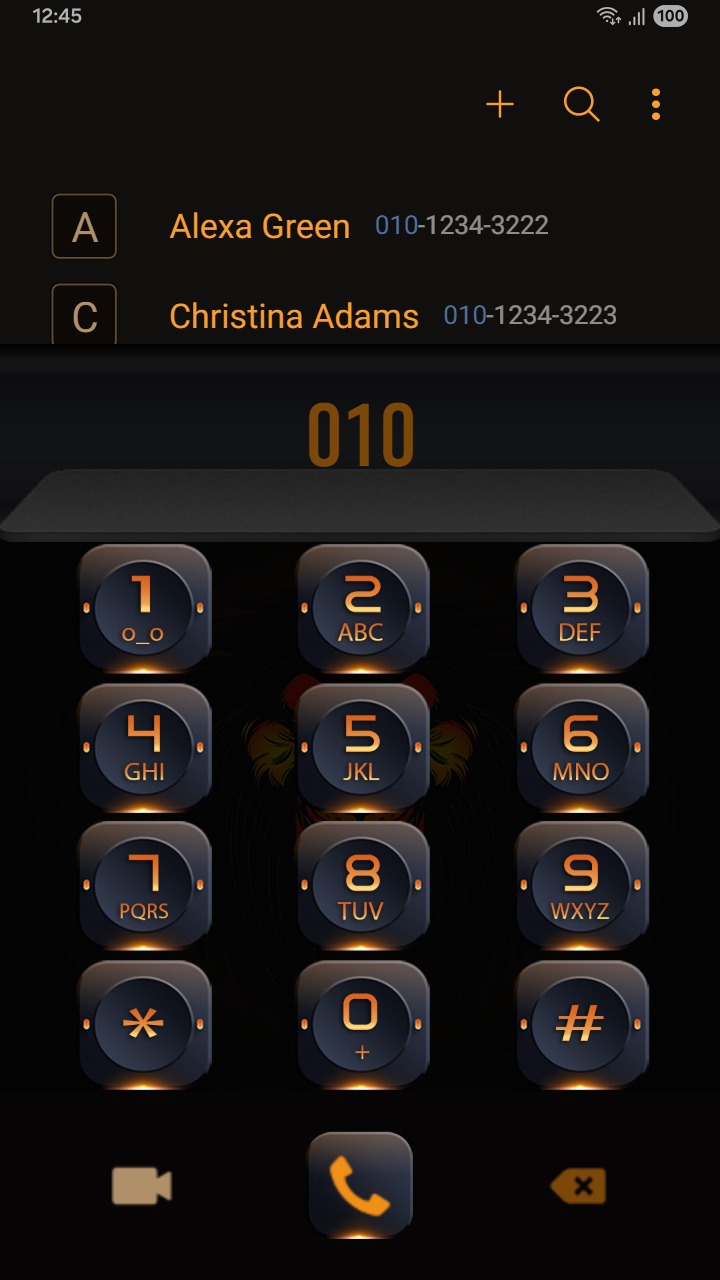 12:45 100
A Alexa Green 010-1234-3222
C Christina Adams 010-1234-3223
010
1 2 3
o_o ABC DEF
4 5 6
GHI JKL MNO
7 8 9
PQRS TUV WXYZ
* 0 #
+